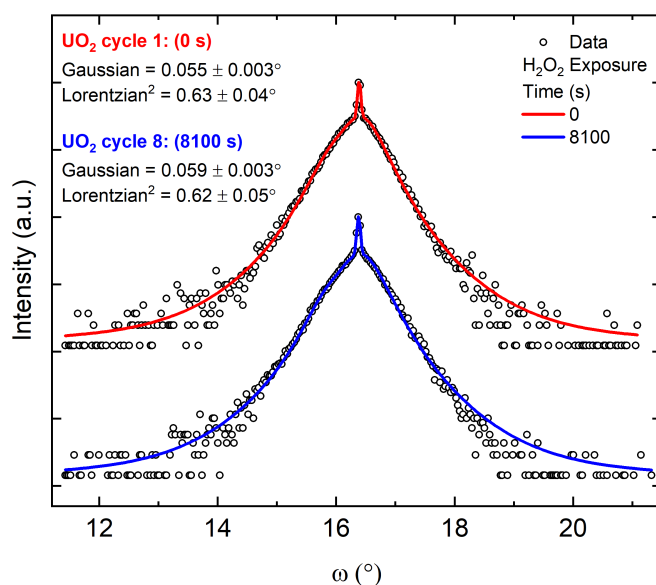 UO₂ cycle 1: (0 s)
Gaussian = 0.055 ± 0.003°
Lorentzian² = 0.63 ± 0.04°
UO₂ cycle 8: (8100 s)
Gaussian = 0.059 ± 0.003°
Lorentzian² = 0.62 ± 0.05°
Data
H₂O₂ Exposure
Time (s)
0
8100
Intensity (a.u.)
12 14 16 18 20
ω (°)